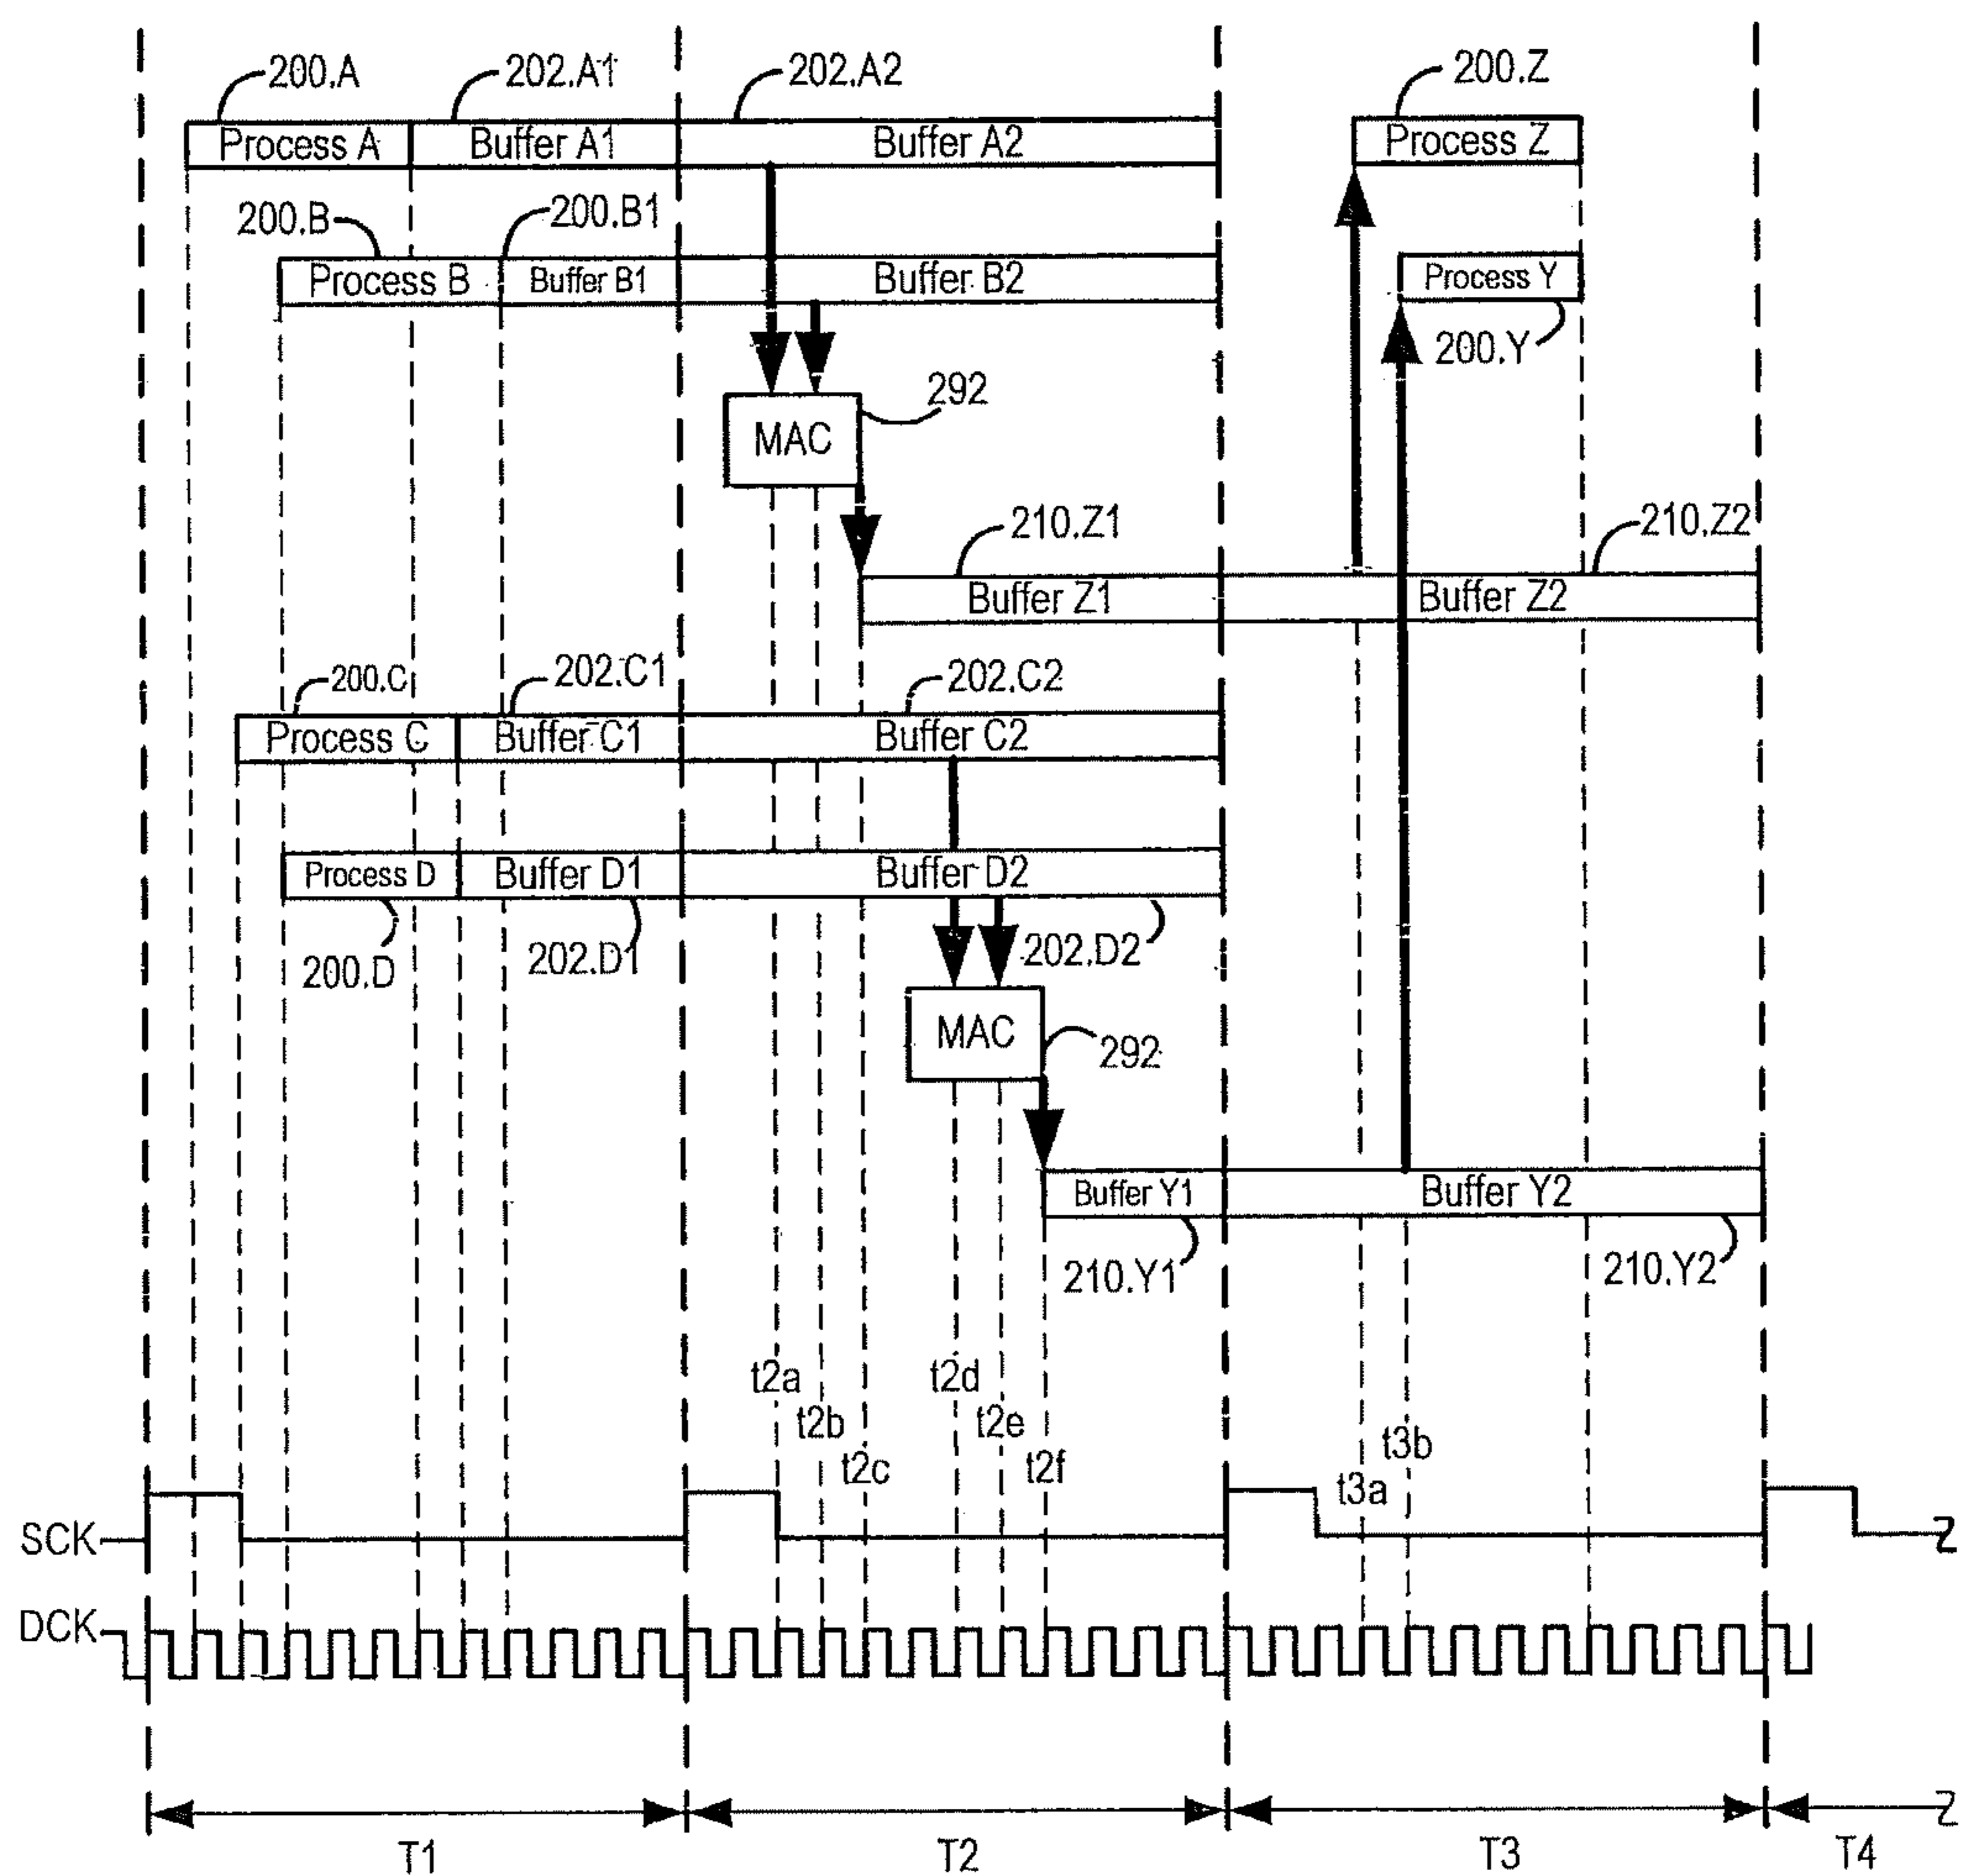 200.A 202.A1 202.A2 200.Z
Process A Buffer A1 Buffer A2 Process Z
200.B 200.B1
Process B Buffer B1 Buffer B2 Process Y
200.Y
292
MAC
210.Z1 210.Z2
Buffer Z1 Buffer Z2
200.C 202.C1 202.C2
Process C Buffer C1 Buffer C2
Process D Buffer D1 Buffer D2
200.D 202.D1 202.D2
MAC
292
Buffer Y1 Buffer Y2
210.Y1 210.Y2
t2a t2d
t2b t2e t3b
t2c t2f t3a
SCK
DCK
T1 T2 T3 T4